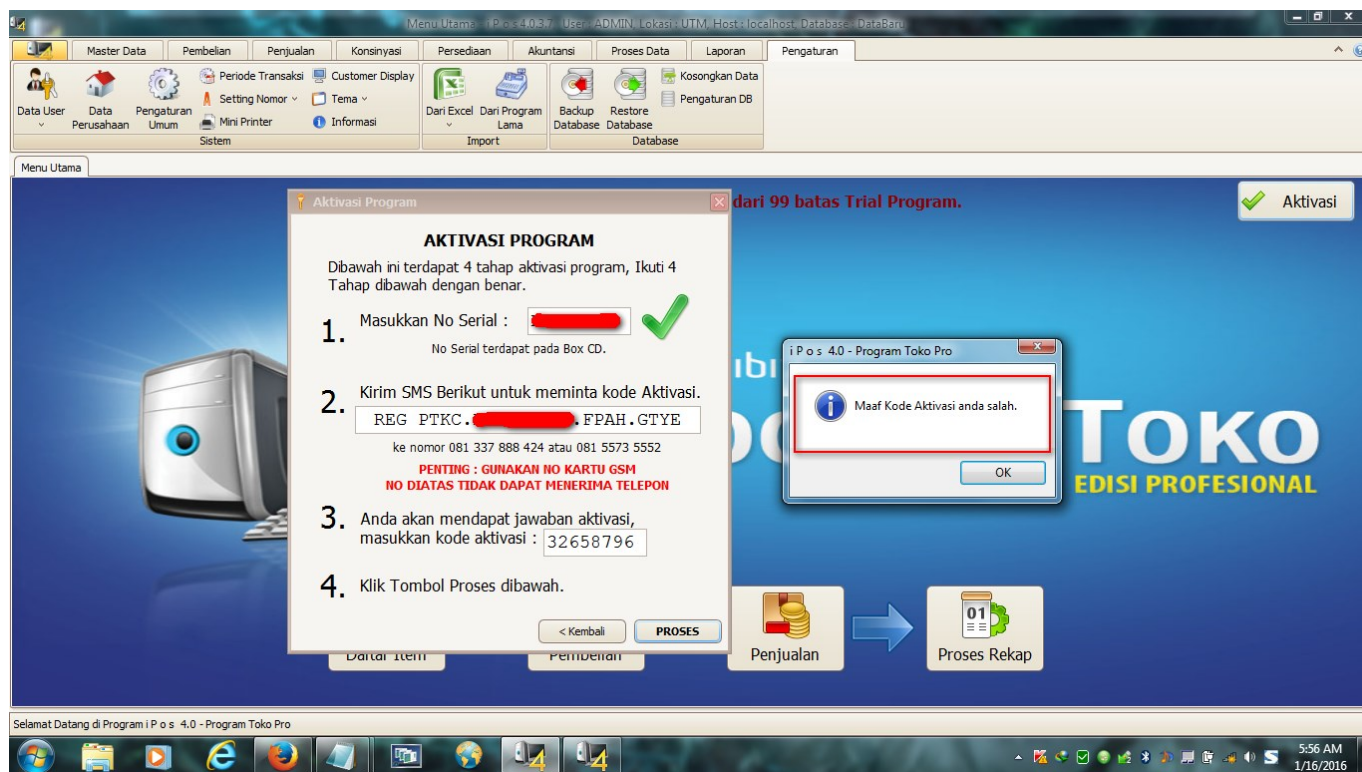 Menu Utama - i P o s 4.0.3.7 User : ADMIN, Lokasi : UTM, Host : localhost, Database : DataBaru
Master Data Pembelian Penjualan Konsinyasi Persediaan Akuntansi Proses Data Laporan Pengaturan
Periode Transaksi Customer Display Kosongkan Data
Setting Nomor Tema Pengaturan DB
Mini Printer Informasi
Data User Data Perusahaan Pengaturan Umum Dari Excel Dari Program Lama Backup Database Restore Database
Sistem Import Database
Menu Utama
dari 99 batas Trial Program.
Aktivasi
Aktivasi Program
AKTIVASI PROGRAM
Dibawah ini terdapat 4 tahap aktivasi program, Ikuti 4
Tahap dibawah dengan benar.
1. Masukkan No Serial :
No Serial terdapat pada Box CD.
2. Kirim SMS Berikut untuk meminta kode Aktivasi.
REG PTKC. .FPAH.GTYE
ke nomor 081 337 888 424 atau 081 5573 5552
PENTING : GUNAKAN NO KARTU GSM
NO DIATAS TIDAK DAPAT MENERIMA TELEPON
3. Anda akan mendapat jawaban aktivasi,
masukkan kode aktivasi : 32658796
4. Klik Tombol Proses dibawah.
< Kembali PROSES
i P o s 4.0 - Program Toko Pro
Maaf Kode Aktivasi anda salah.
OK
TOKO
EDISI PROFESIONAL
Daftar Item Pembelian Penjualan Proses Rekap
01
Selamat Datang di Program i P o s 4.0 - Program Toko Pro
5:56 AM
1/16/2016